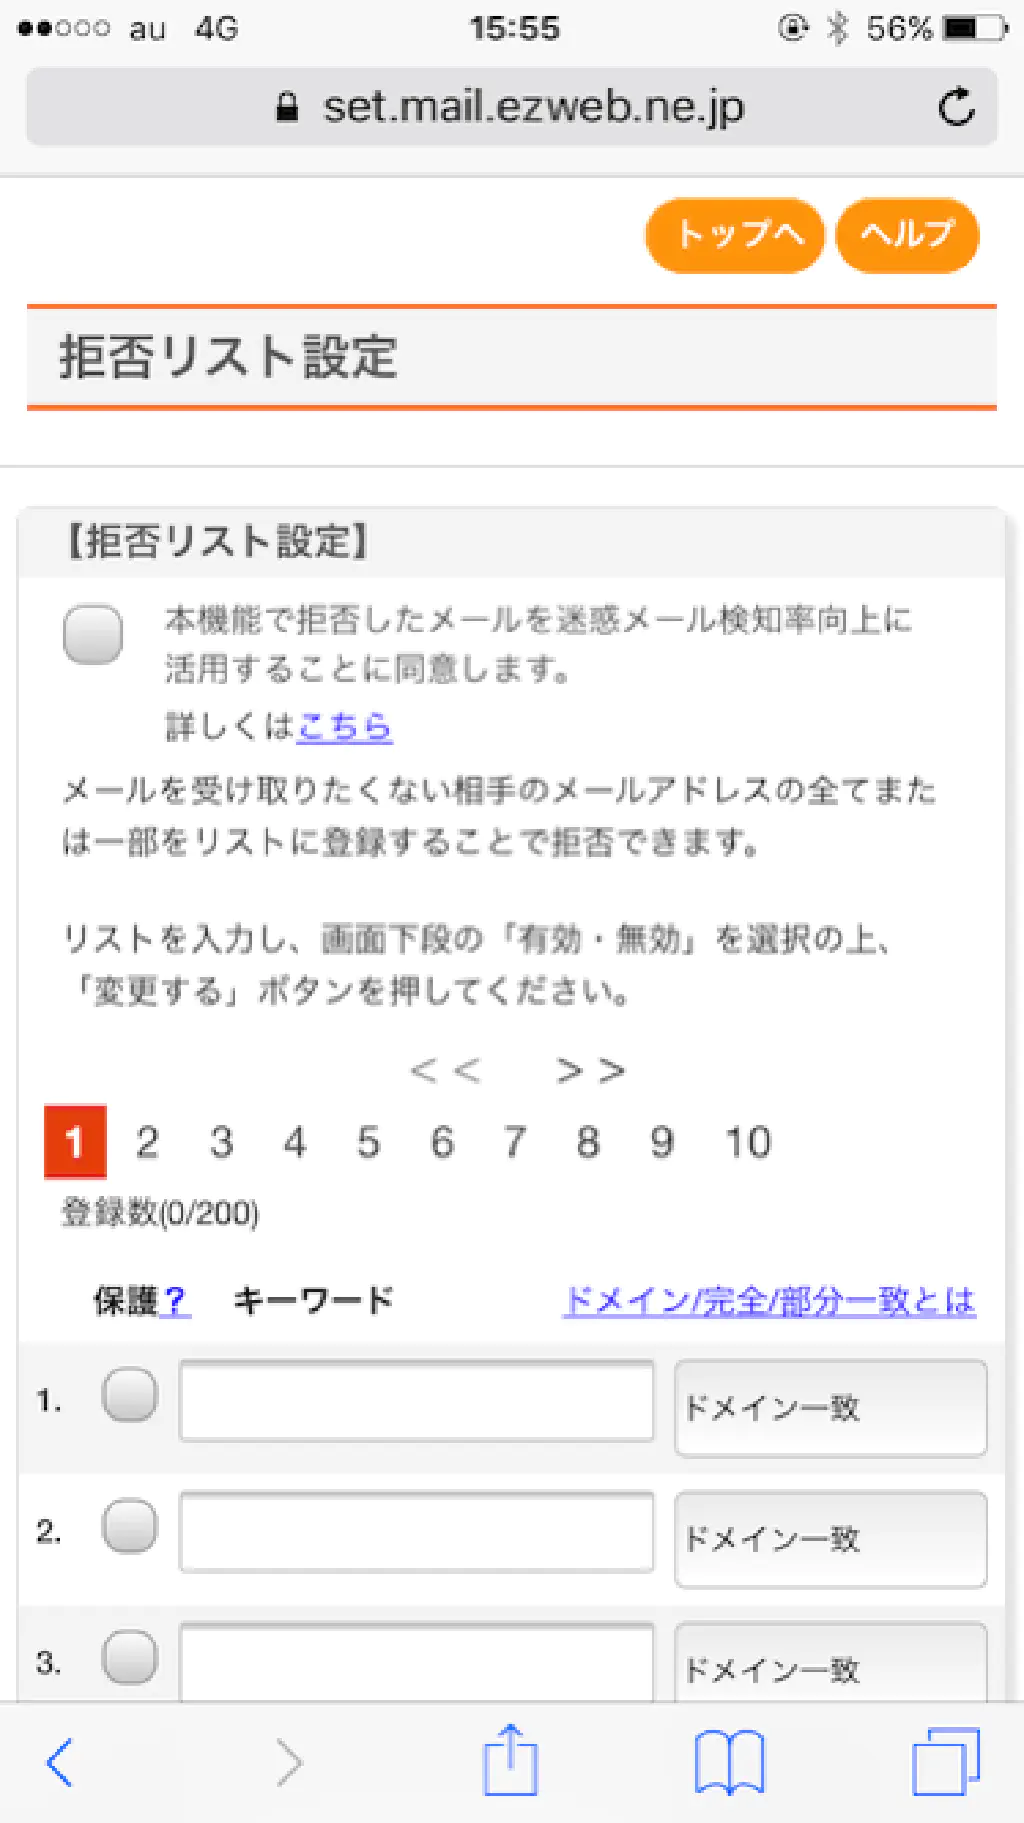 au 4G 15:55 56%
set.mail.ezweb.ne.jp
トップへ ヘルプ
拒否リスト設定
【拒否リスト設定】
本機能で拒否したメールを迷惑メール検知率向上に
活用することに同意します。
詳しくはこちら
メールを受け取りたくない相手のメールアドレスの全てまた
は一部をリストに登録することで拒否できます。
リストを入力し、画面下段の「有効・無効」を選択の上、
「変更する」ボタンを押してください。
<< >>
1 2 3 4 5 6 7 8 9 10
登録数(0/200)
保護? キーワード ドメイン/完全/部分一致とは
1. ドメイン一致
2. ドメイン一致
3. ドメイン一致